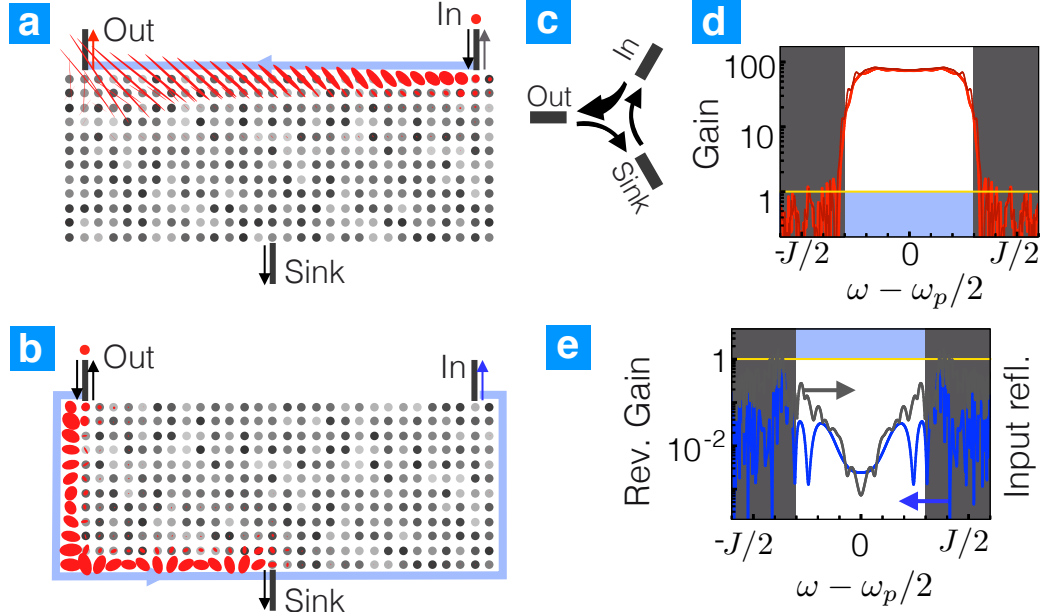 a
Out
In
Sink
b
Out
In
Sink
c
In
Out
Sink
d
Gain
100
10
1
-J/2
0
J/2
ω − ω_p/2
e
Rev. Gain
1
10⁻²
Input refl.
-J/2
0
J/2
ω − ω_p/2